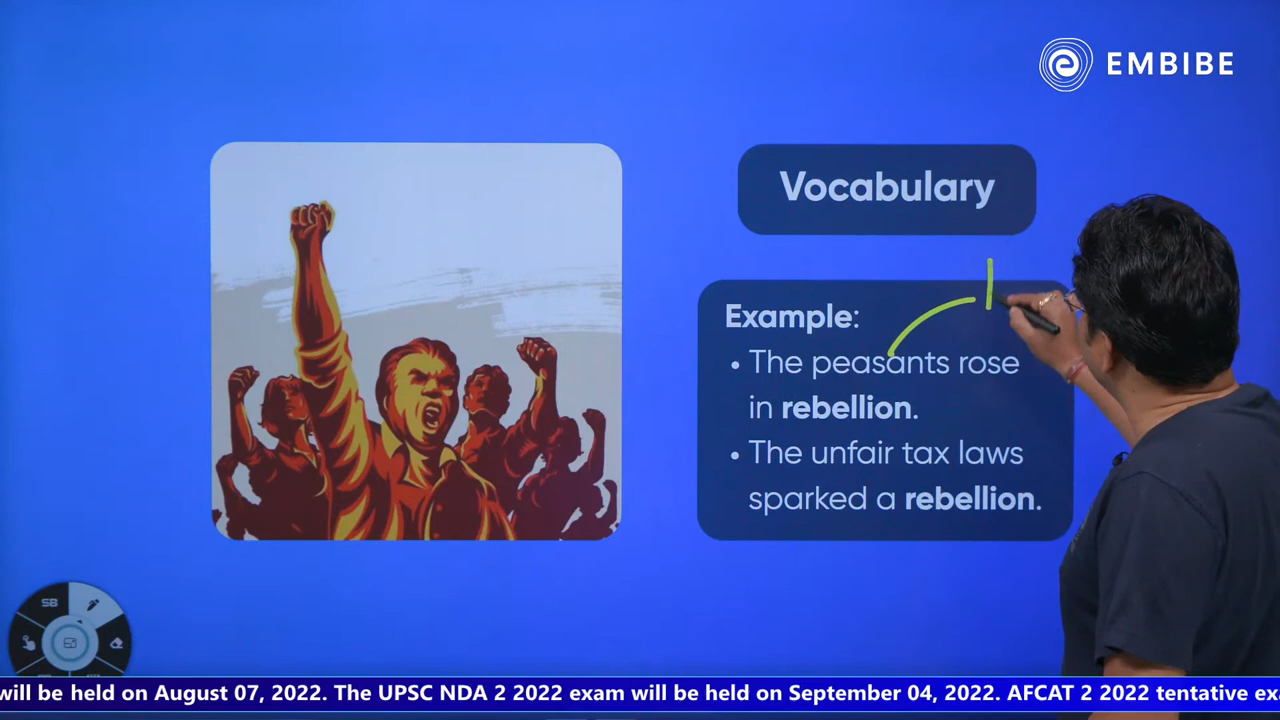 EMBIBE
Vocabulary
Example:
• The peasants rose
in rebellion.
• The unfair tax laws
sparked a rebellion.
SB
will be held on August 07, 2022. The UPSC NDA 2 2022 exam will be held on September 04, 2022. AFCAT 2 2022 tentative exa